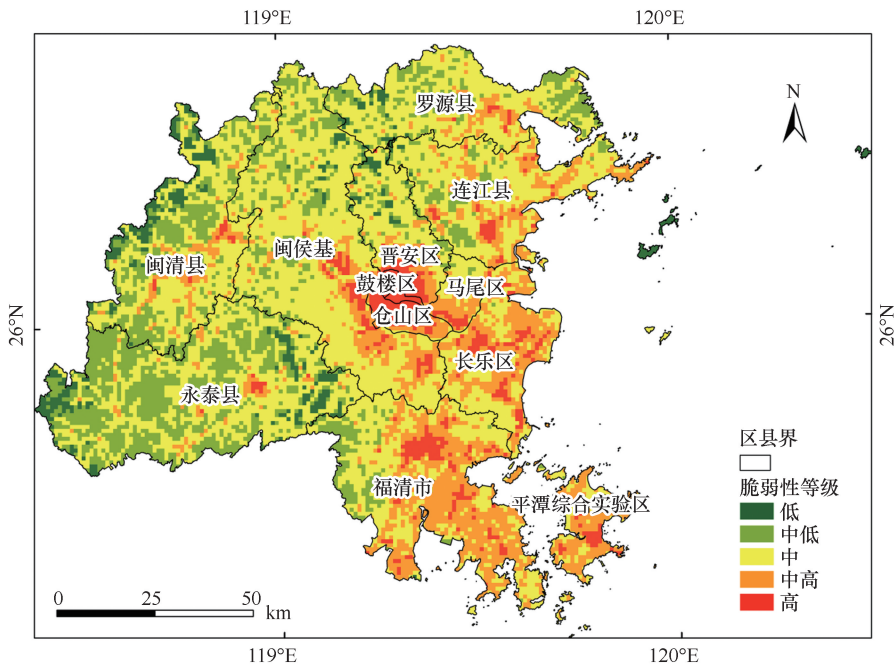 119°E
120°E
N
罗源县
连江县
闽侯基
晋安区
闽清县
鼓楼区
马尾区
仓山区
26°N
26°N
长乐区
永泰县
福清市
平潭综合实验区
区县界
脆弱性等级
低
中低
中
中高
高
0
25
50
km
119°E
120°E